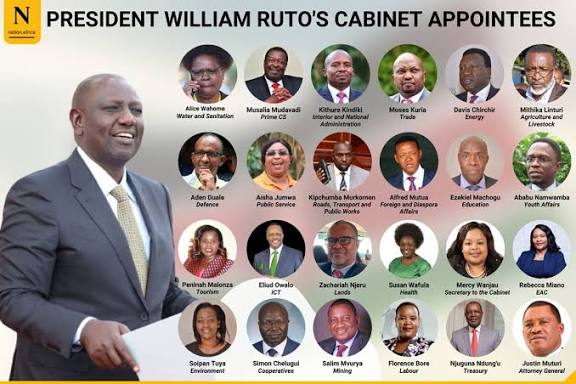 N
nation.africa
PRESIDENT WILLIAM RUTO'S CABINET APPOINTEES
Alice Wahome
Water and Sanitation
Musalia Mudavadi
Prime CS
Kithure Kindiki
Interior and National
Administration
Moses Kuria
Trade
Davis Chirchir
Energy
Mithika Linturi
Agriculture and
Livestock
Aden Duale
Defence
Aisha Jumwa
Public Service
Kipchumba Murkomen
Roads, Transport and
Public Works
Alfred Mutua
Foreign and Diaspora
Affairs
Ezekiel Machogu
Education
Ababu Namwamba
Youth Affairs
Peninah Malonza
Tourism
Eliud Owalo
ICT
Zachariah Njeru
Lands
Susan Wafula
Health
Mercy Wanjau
Secretary to the Cabinet
Rebecca Miano
EAC
Soipan Tuya
Environment
Simon Chelugui
Cooperatives
Salim Mvurya
Mining
Florence Bore
Labour
Njuguna Ndung'u
Treasury
Justin Muturi
Attorney General